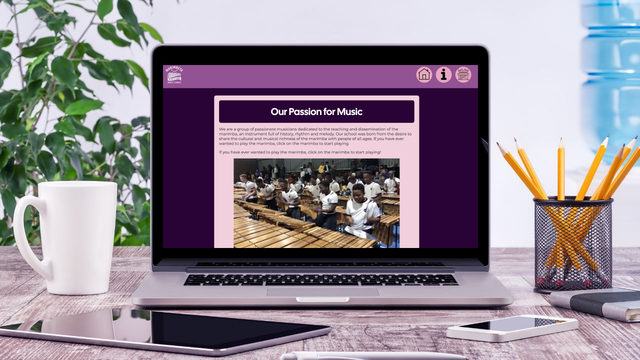 MARIMBA
Our Passion for Music
We are a group of passionate musicians dedicated to the teaching and dissemination of the
marimba, an instrument full of history, rhythm and melody. Our school was born from the desire to
share the cultural and musical richness of the marimba with people of all ages. If you have ever
wanted to play the marimba, click on the marimba to start playing
If you have ever wanted to play the marimba, click on the marimba to start playing!